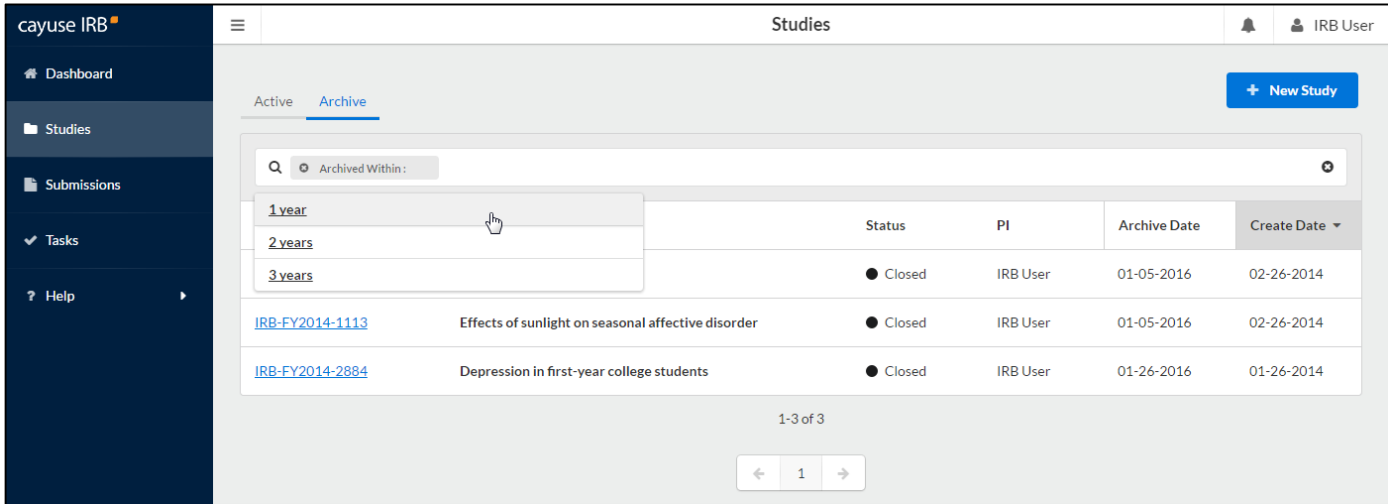 cayuse IRB
Studies
IRB User
Dashboard
Studies
Submissions
Tasks
? Help
Active Archive
+ New Study
Archived Within :
1 year
2 years
3 years
Status PI Archive Date Create Date
Closed IRB User 01-05-2016 02-26-2014
IRB-FY2014-1113 Effects of sunlight on seasonal affective disorder Closed IRB User 01-05-2016 02-26-2014
IRB-FY2014-2884 Depression in first-year college students Closed IRB User 01-26-2016 01-26-2014
1-3 of 3
1